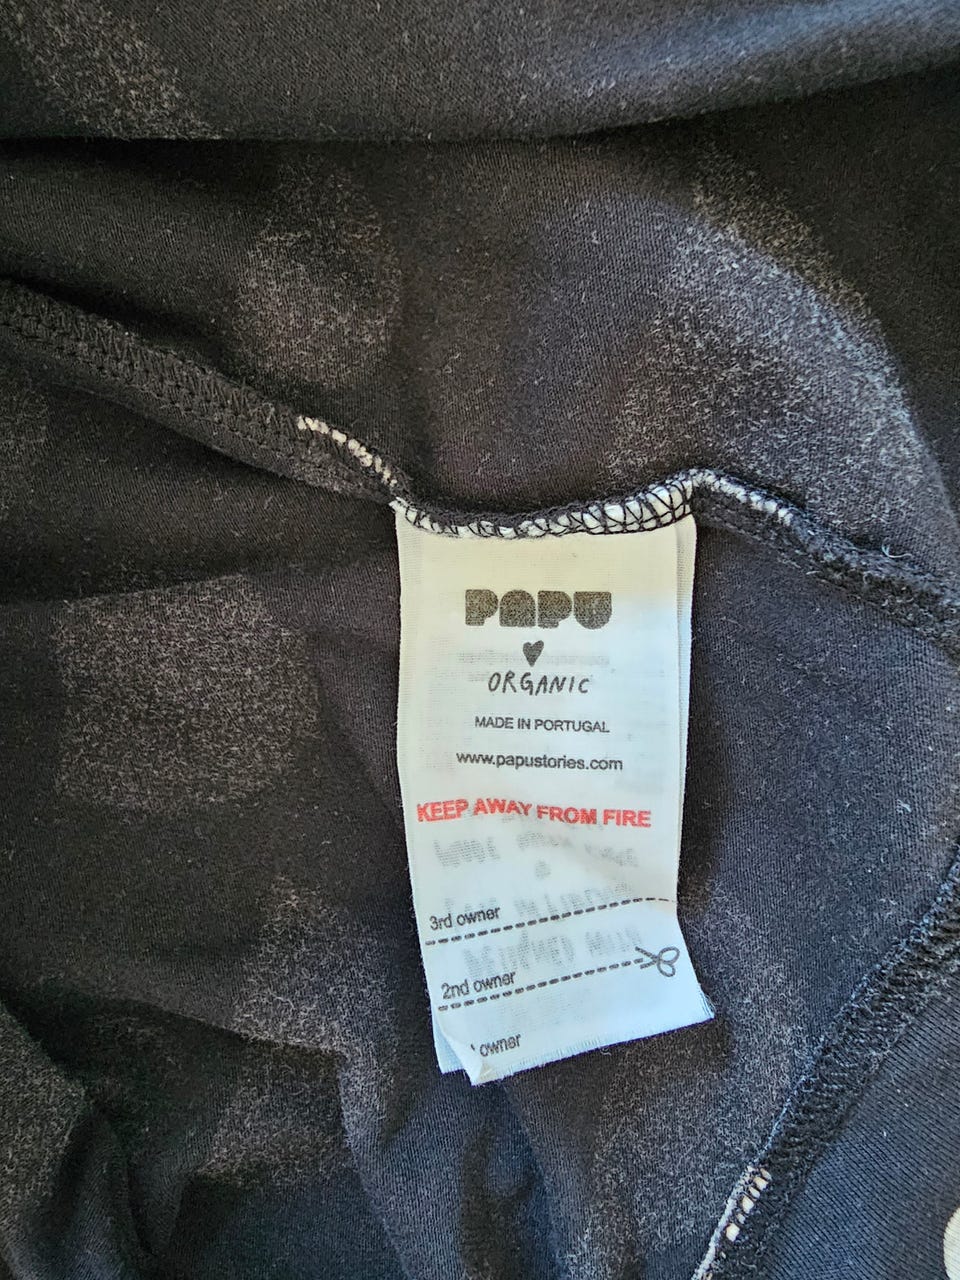 PAPU
ORGANIC
MADE IN PORTUGAL
www.papustories.com
KEEP AWAY FROM FIRE
3rd owner
2nd owner
owner